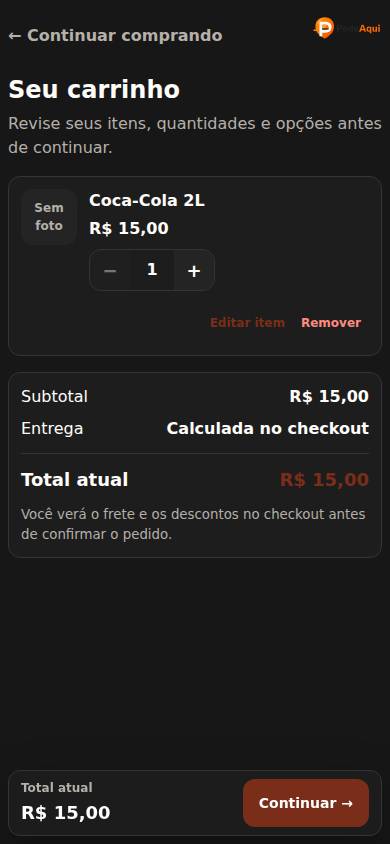 ← Continuar comprando
PedeAqui
Seu carrinho
Revise seus itens, quantidades e opções antes
de continuar.
Sem
foto
Coca-Cola 2L
R$ 15,00
− 1 +
Editar item Remover
Subtotal R$ 15,00
Entrega Calculada no checkout
Total atual R$ 15,00
Você verá o frete e os descontos no checkout antes
de confirmar o pedido.
Total atual
R$ 15,00
Continuar →